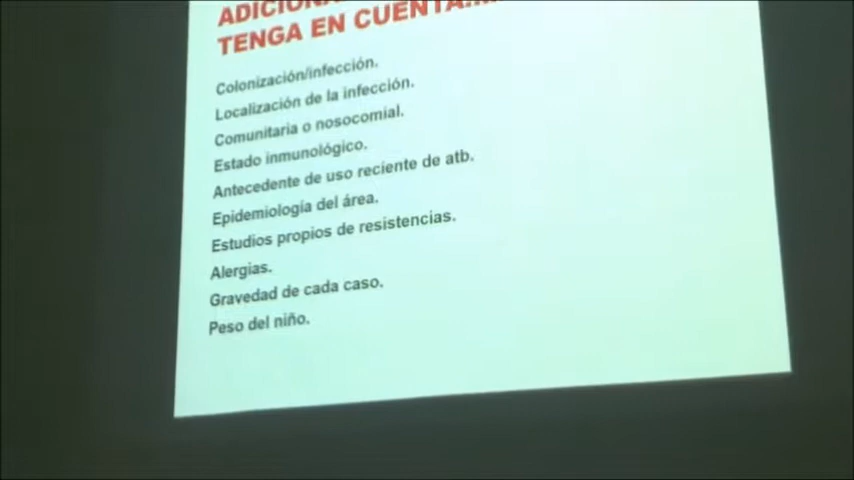 TENGA EN CUENTA....
Colonización/infección.
Localización de la infección.
Comunitaria o nosocomial.
Estado inmunológico.
Antecedente de uso reciente de atb.
Epidemiología del área.
Estudios propios de resistencias.
Alergias.
Gravedad de cada caso.
Peso del niño.